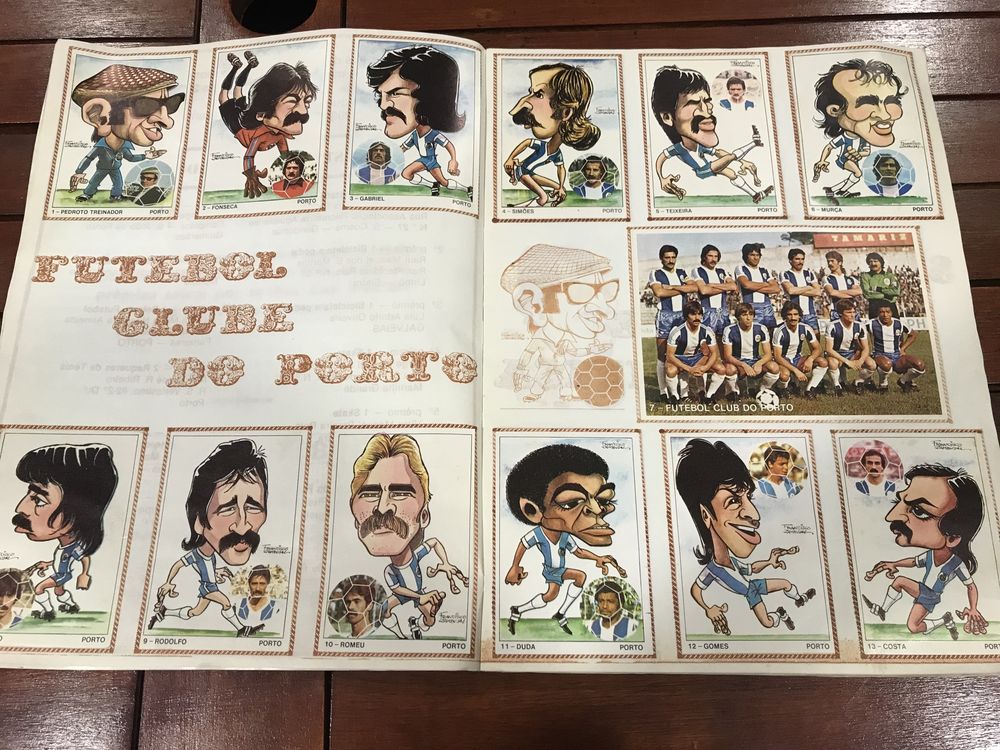 1 - PEDROTO TREINADOR PORTO
2 - FONSECA PORTO
3 - GABRIEL PORTO
4 - SIMÕES PORTO
5 - TEIXEIRA PORTO
6 - MURÇA PORTO
FUTEBOL
CLUBE
DO PORTO
TAMARIZ
7 - FUTEBOL CLUB DO PORTO
PORTO
9 - RODOLFO PORTO
10 - ROMEU PORTO
11 - DUDA PORTO
12 - GOMES PORTO
13 - COSTA PORT